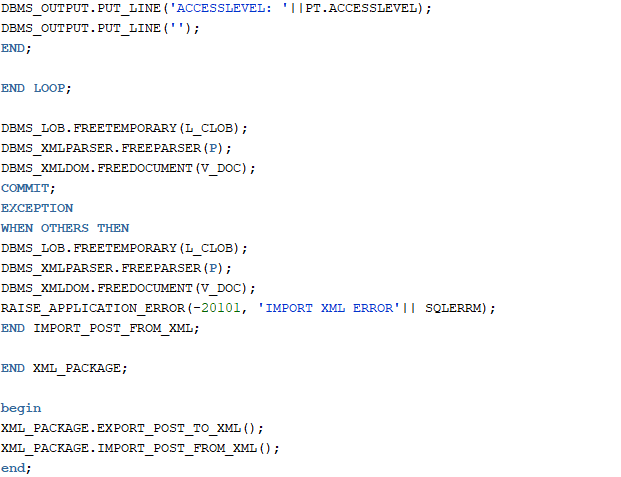 DBMS_OUTPUT.PUT_LINE('ACCESSLEVEL: '||PT.ACCESSLEVEL);
DBMS_OUTPUT.PUT_LINE('');
END;
END LOOP;
DBMS_LOB.FREETEMPORARY(L_CLOB);
DBMS_XMLPARSER.FREEPARSER(P);
DBMS_XMLDOM.FREEDOCUMENT(V_DOC);
COMMIT;
EXCEPTION
WHEN OTHERS THEN
DBMS_LOB.FREETEMPORARY(L_CLOB);
DBMS_XMLPARSER.FREEPARSER(P);
DBMS_XMLDOM.FREEDOCUMENT(V_DOC);
RAISE_APPLICATION_ERROR(-20101, 'IMPORT XML ERROR'|| SQLERRM);
END IMPORT_POST_FROM_XML;
END XML_PACKAGE;
begin
XML_PACKAGE.EXPORT_POST_TO_XML();
XML_PACKAGE.IMPORT_POST_FROM_XML();
end;